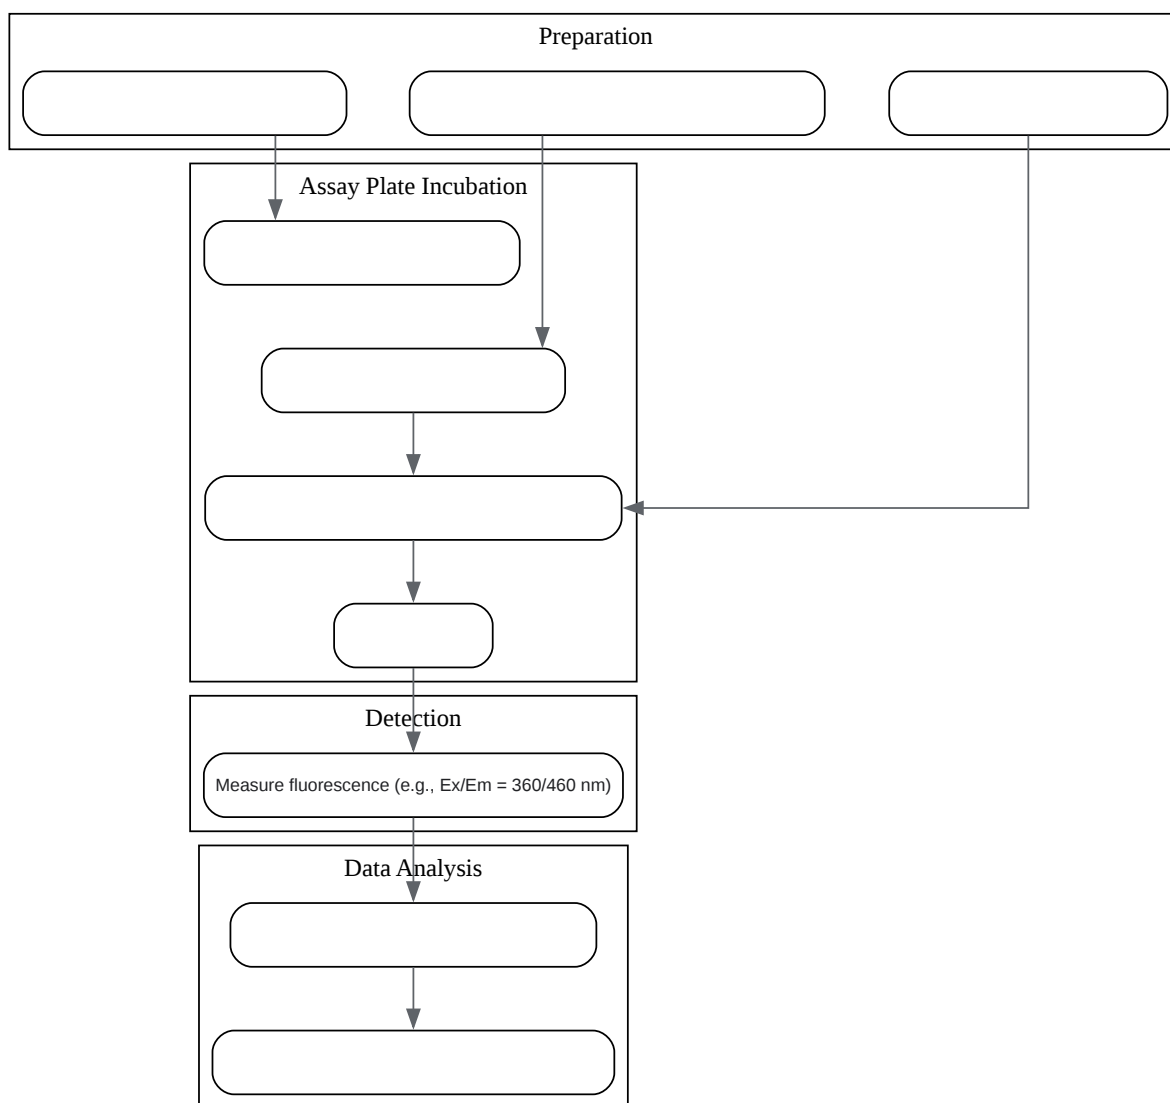 Preparation
Assay Plate Incubation
Detection
Measure fluorescence (e.g., Ex/Em = 360/460 nm)
Data Analysis